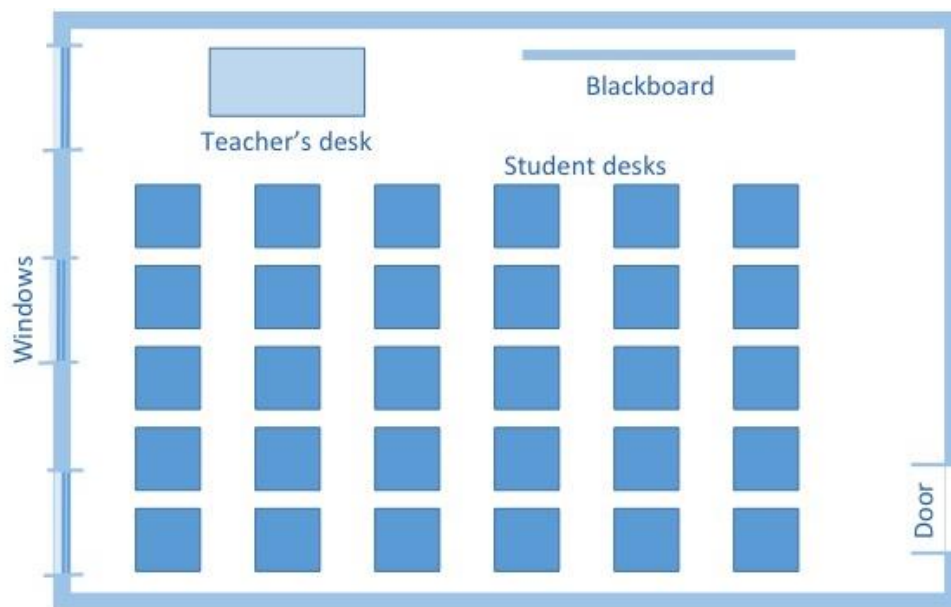 Blackboard
Teacher's desk
Student desks
Windows
Door